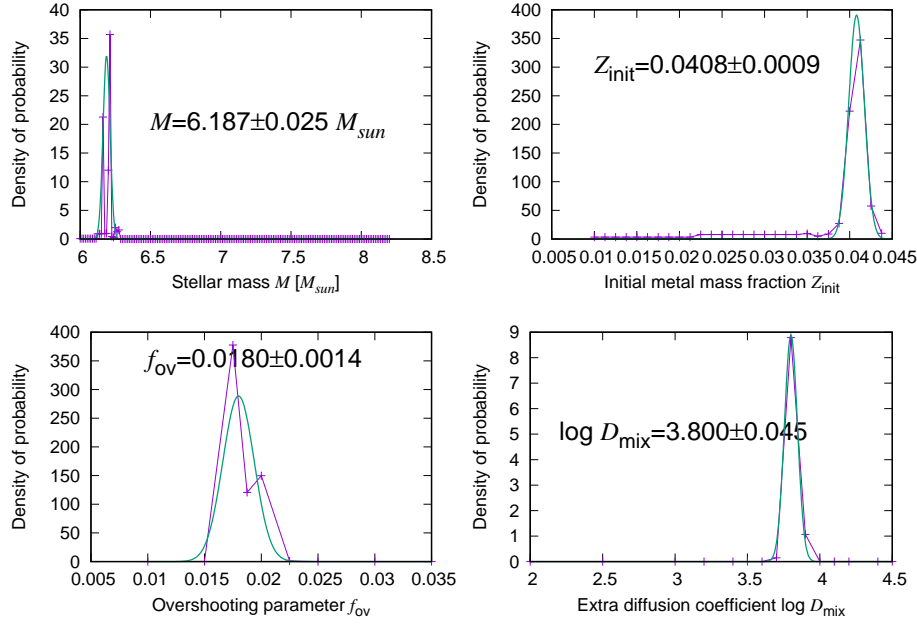 40
35
30
25
20
15
10
5
0
Density of probability
M=6.187±0.025 M_sun
6 6.5 7 7.5 8 8.5
Stellar mass M [M_sun]
400
350
300
250
200
150
100
50
0
Density of probability
Z_init=0.0408±0.0009
0.005 0.01 0.015 0.02 0.025 0.03 0.035 0.04 0.045
Initial metal mass fraction Z_init
400
350
300
250
200
150
100
50
0
Density of probability
f_ov=0.0180±0.0014
0.005 0.01 0.015 0.02 0.025 0.03 0.035
Overshooting parameter f_ov
9
8
7
6
5
4
3
2
1
0
Density of probability
log D_mix=3.800±0.045
2 2.5 3 3.5 4 4.5
Extra diffusion coefficient log D_mix